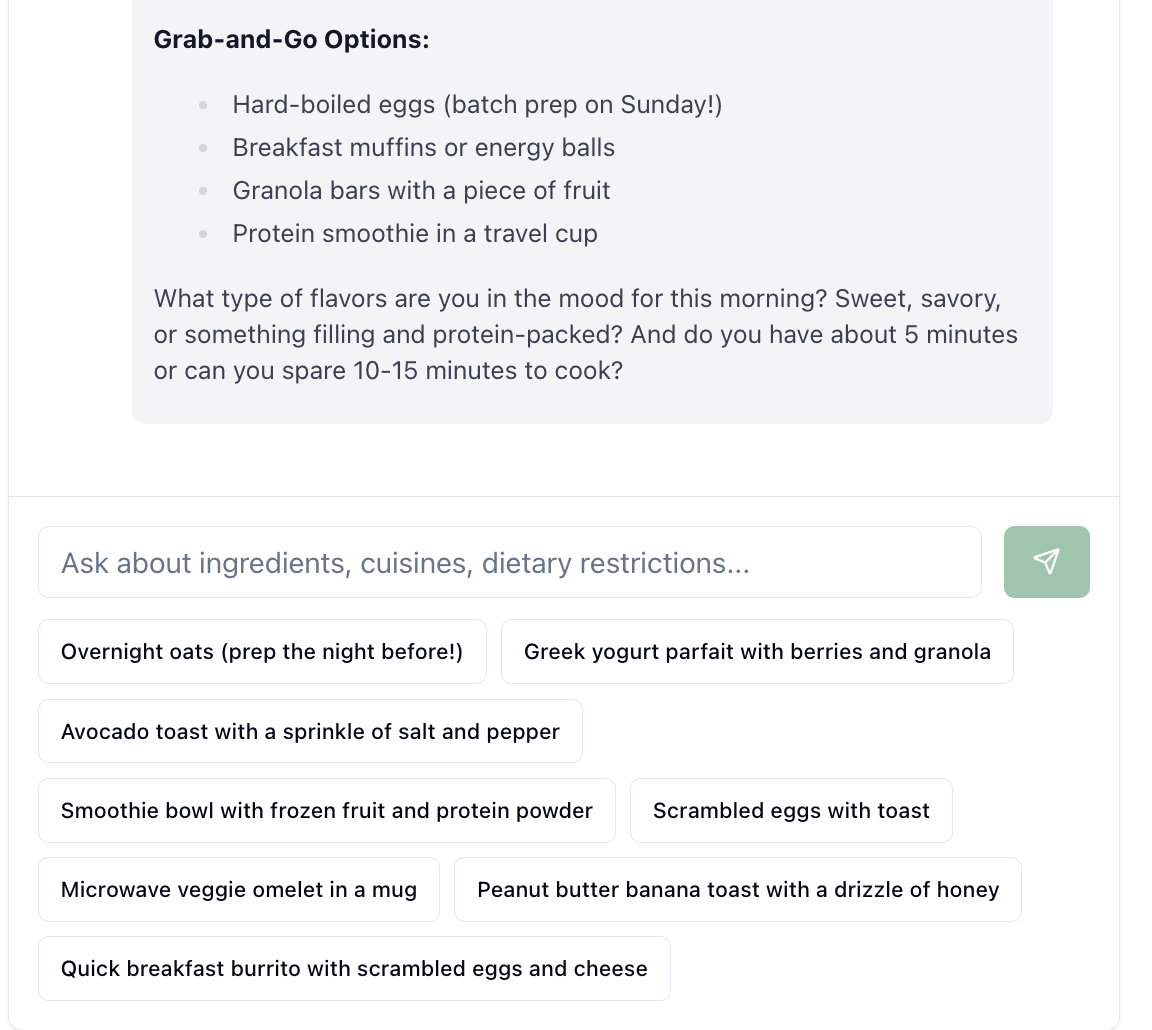 Grab-and-Go Options:
Hard-boiled eggs (batch prep on Sunday!)
Breakfast muffins or energy balls
Granola bars with a piece of fruit
Protein smoothie in a travel cup
What type of flavors are you in the mood for this morning? Sweet, savory,
or something filling and protein-packed? And do you have about 5 minutes
or can you spare 10-15 minutes to cook?
Ask about ingredients, cuisines, dietary restrictions...
Overnight oats (prep the night before!)
Greek yogurt parfait with berries and granola
Avocado toast with a sprinkle of salt and pepper
Smoothie bowl with frozen fruit and protein powder
Scrambled eggs with toast
Microwave veggie omelet in a mug
Peanut butter banana toast with a drizzle of honey
Quick breakfast burrito with scrambled eggs and cheese